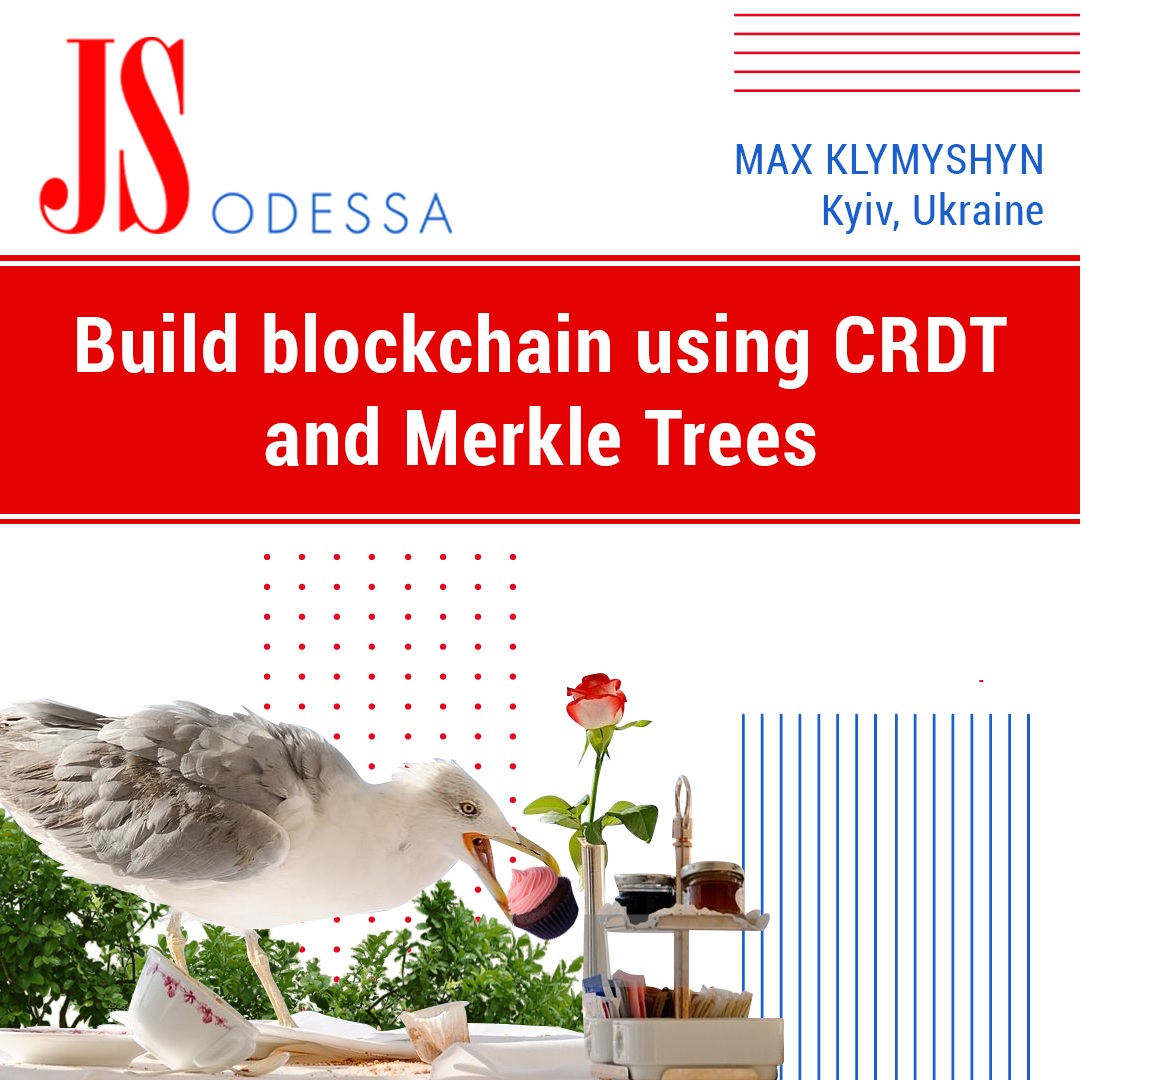 JS ODESSA
MAX KLYMYSHYN
Kyiv, Ukraine
Build blockchain using CRDT
and Merkle Trees